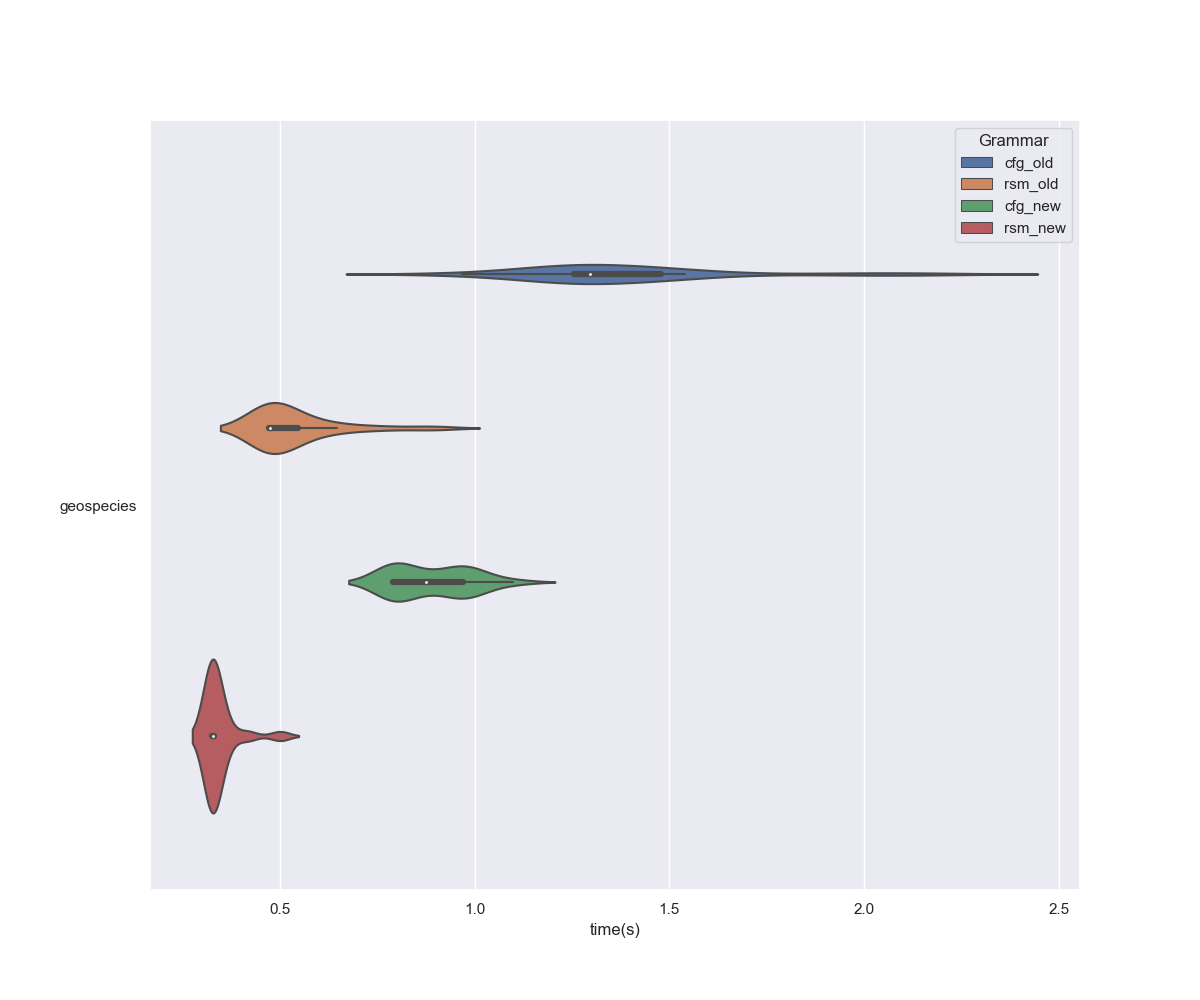 Grammar
cfg_old
rsm_old
cfg_new
rsm_new
geospecies
0.5 1.0 1.5 2.0 2.5
time(s)